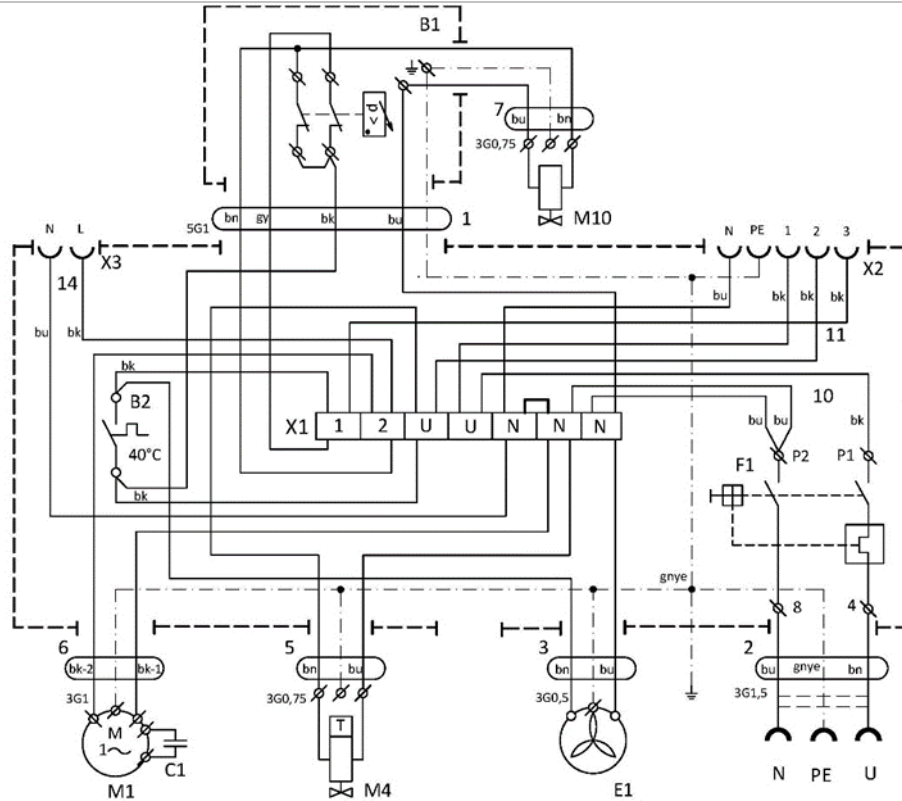 B1
< d
7
bu
bn
3G0,75
M10
bn
gy
bk
bu
1
5G1
N
L
X3
14
N
PE
1
2
3
X2
bu
bk
bk
bk
11
bu
bk
bk
B2
40°C
bk
X1
1
2
U
U
N
N
N
10
bu
bu
bk
P2
P1
F1
gnye
8
4
6
bk-2
bk-1
3G1
5
bn
bu
3G0,75
3
bn
bu
3G0,5
2
bu
gnye
bn
3G1,5
M
1~
C1
M1
T
M4
E1
N
PE
U